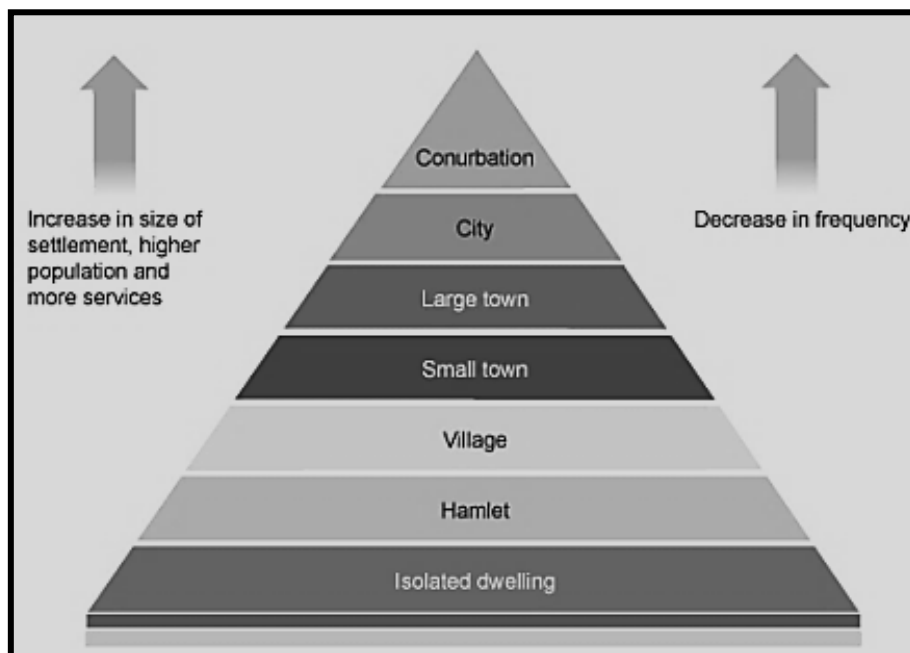 Conurbation
City
Large town
Small town
Village
Hamlet
Isolated dwelling
Increase in size of
settlement, higher
population and
more services
Decrease in frequency